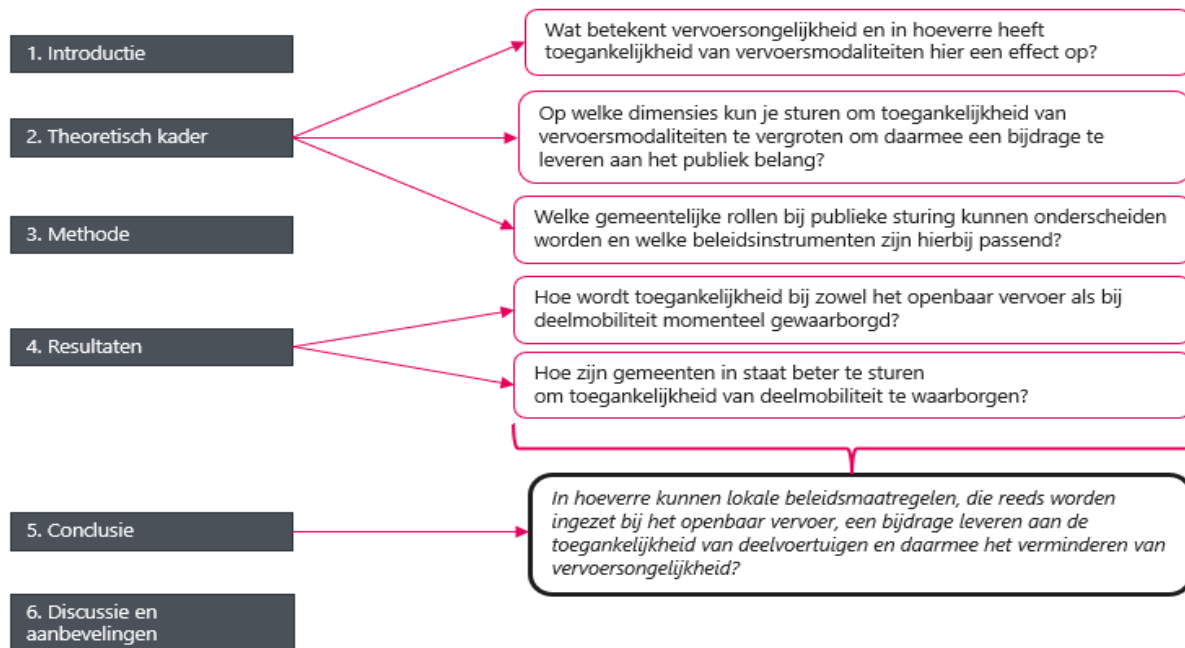 1. Introductie
Wat betekent vervoersongelijkheid en in hoeverre heeft
toegankelijkheid van vervoersmodaliteiten hier een effect op?
2. Theoretisch kader
Op welke dimensies kun je sturen om toegankelijkheid van
vervoersmodaliteiten te vergroten om daarmee een bijdrage te
leveren aan het publiek belang?
3. Methode
Welke gemeentelijke rollen bij publieke sturing kunnen onderscheiden
worden en welke beleidsinstrumenten zijn hierbij passend?
4. Resultaten
Hoe wordt toegankelijkheid bij zowel het openbaar vervoer als bij
deelmobiliteit momenteel gewaarborgd?
Hoe zijn gemeenten in staat beter te sturen
om toegankelijkheid van deelmobiliteit te waarborgen?
5. Conclusie
In hoeverre kunnen lokale beleidsmaatregelen, die reeds worden
ingezet bij het openbaar vervoer, een bijdrage leveren aan de
toegankelijkheid van deelvoertuigen en daarmee het verminderen van
vervoersongelijkheid?
6. Discussie en
aanbevelingen